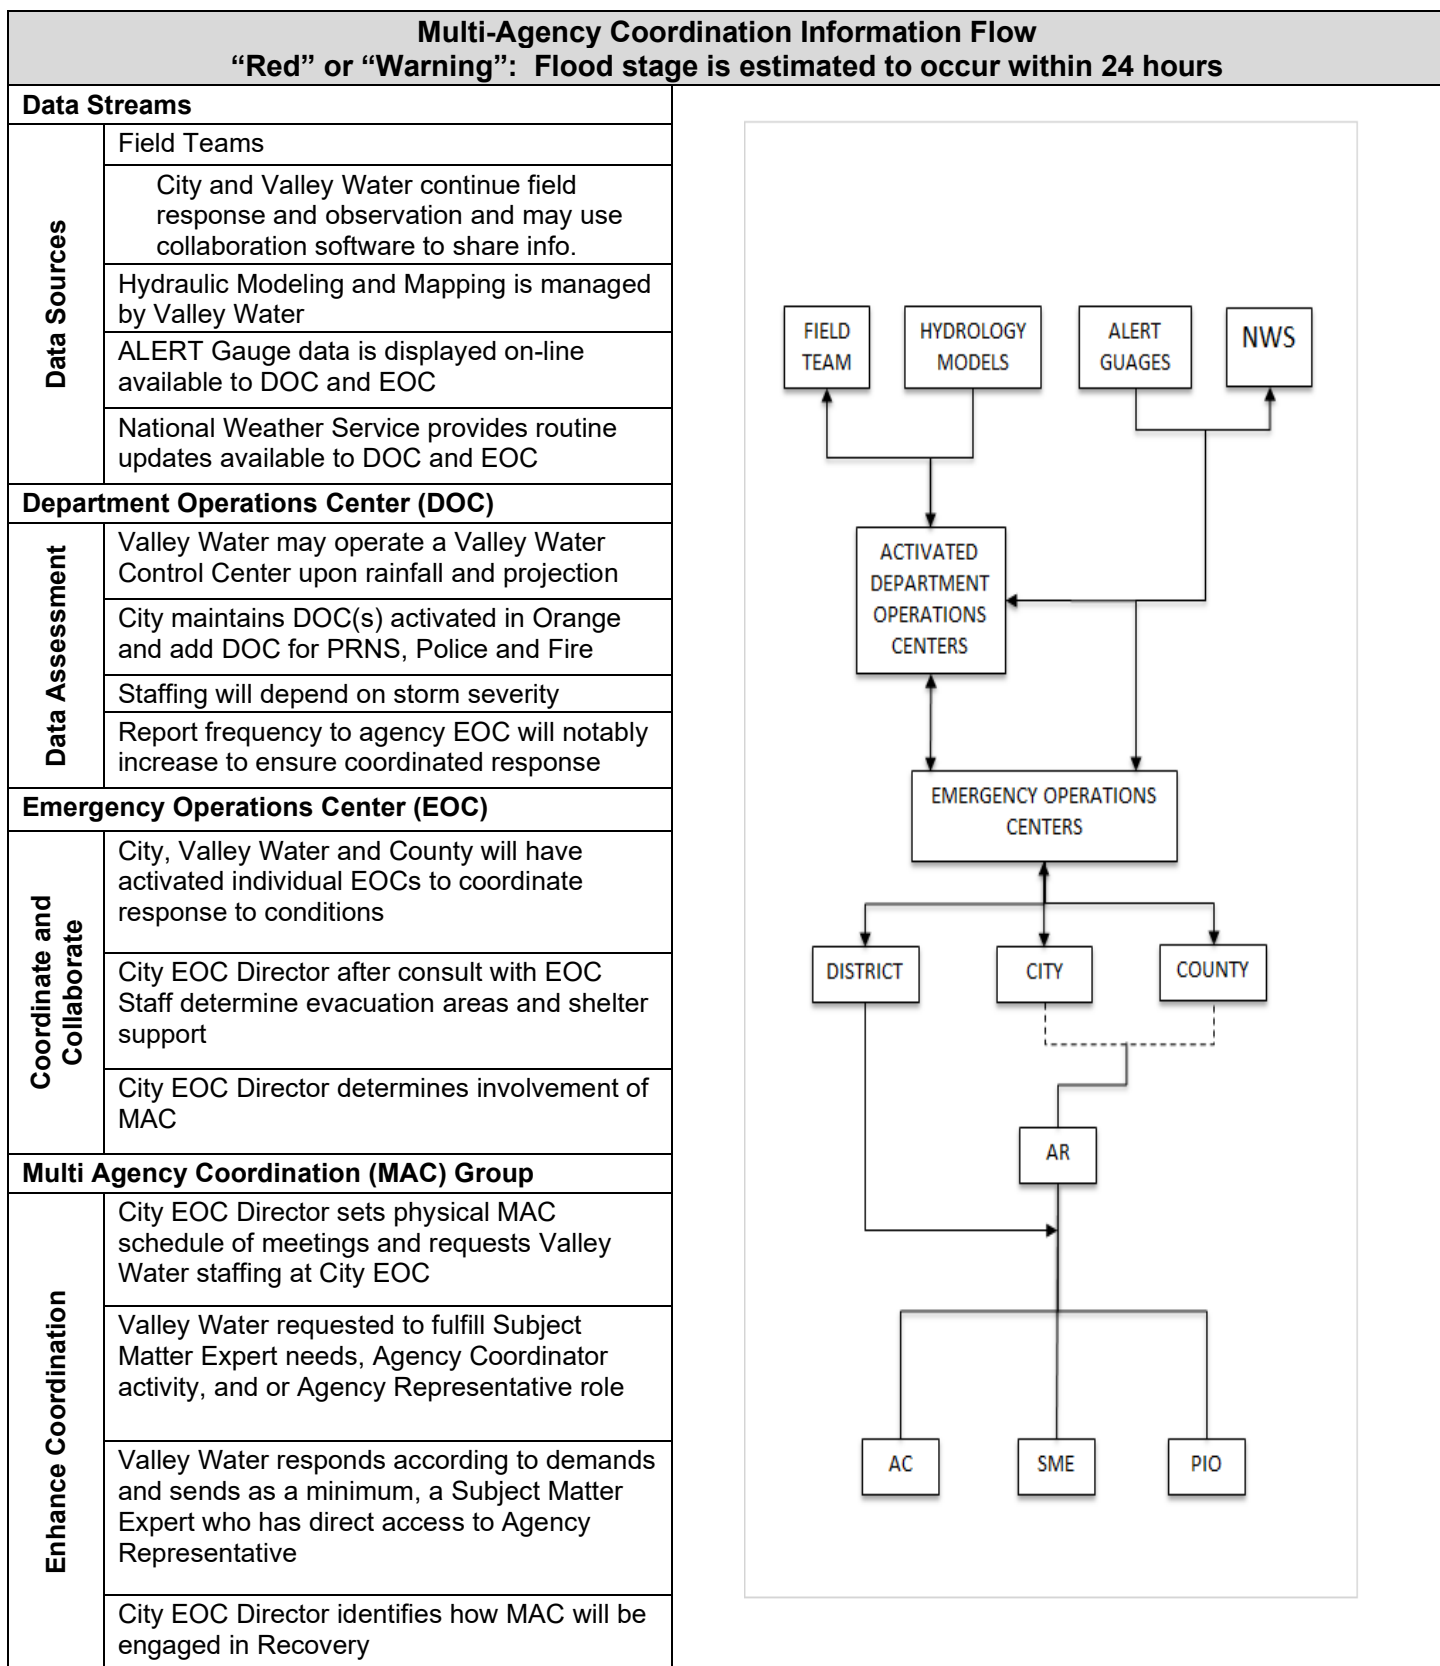 Multi-Agency Coordination Information Flow
“Red” or “Warning”:  Flood stage is estimated to occur within 24 hours
Data Streams
Data Sources
Field Teams
City and Valley Water continue field
response and observation and may use
collaboration software to share info.
Hydraulic Modeling and Mapping is managed
by Valley Water
ALERT Gauge data is displayed on-line
available to DOC and EOC
National Weather Service provides routine
updates available to DOC and EOC
Department Operations Center (DOC)
Data Assessment
Valley Water may operate a Valley Water
Control Center upon rainfall and projection
City maintains DOC(s) activated in Orange
and add DOC for PRNS, Police and Fire
Staffing will depend on storm severity
Report frequency to agency EOC will notably
increase to ensure coordinated response
Emergency Operations Center (EOC)
Coordinate and
Collaborate
City, Valley Water and County will have
activated individual EOCs to coordinate
response to conditions
City EOC Director after consult with EOC
Staff determine evacuation areas and shelter
support
City EOC Director determines involvement of
MAC
Multi Agency Coordination (MAC) Group
Enhance Coordination
City EOC Director sets physical MAC
schedule of meetings and requests Valley
Water staffing at City EOC
Valley Water requested to fulfill Subject
Matter Expert needs, Agency Coordinator
activity, and or Agency Representative role
Valley Water responds according to demands
and sends as a minimum, a Subject Matter
Expert who has direct access to Agency
Representative
City EOC Director identifies how MAC will be
engaged in Recovery
FIELD
TEAM
HYDROLOGY
MODELS
ALERT
GUAGES
NWS
ACTIVATED
DEPARTMENT
OPERATIONS
CENTERS
EMERGENCY OPERATIONS
CENTERS
DISTRICT
CITY
COUNTY
AR
AC
SME
PIO